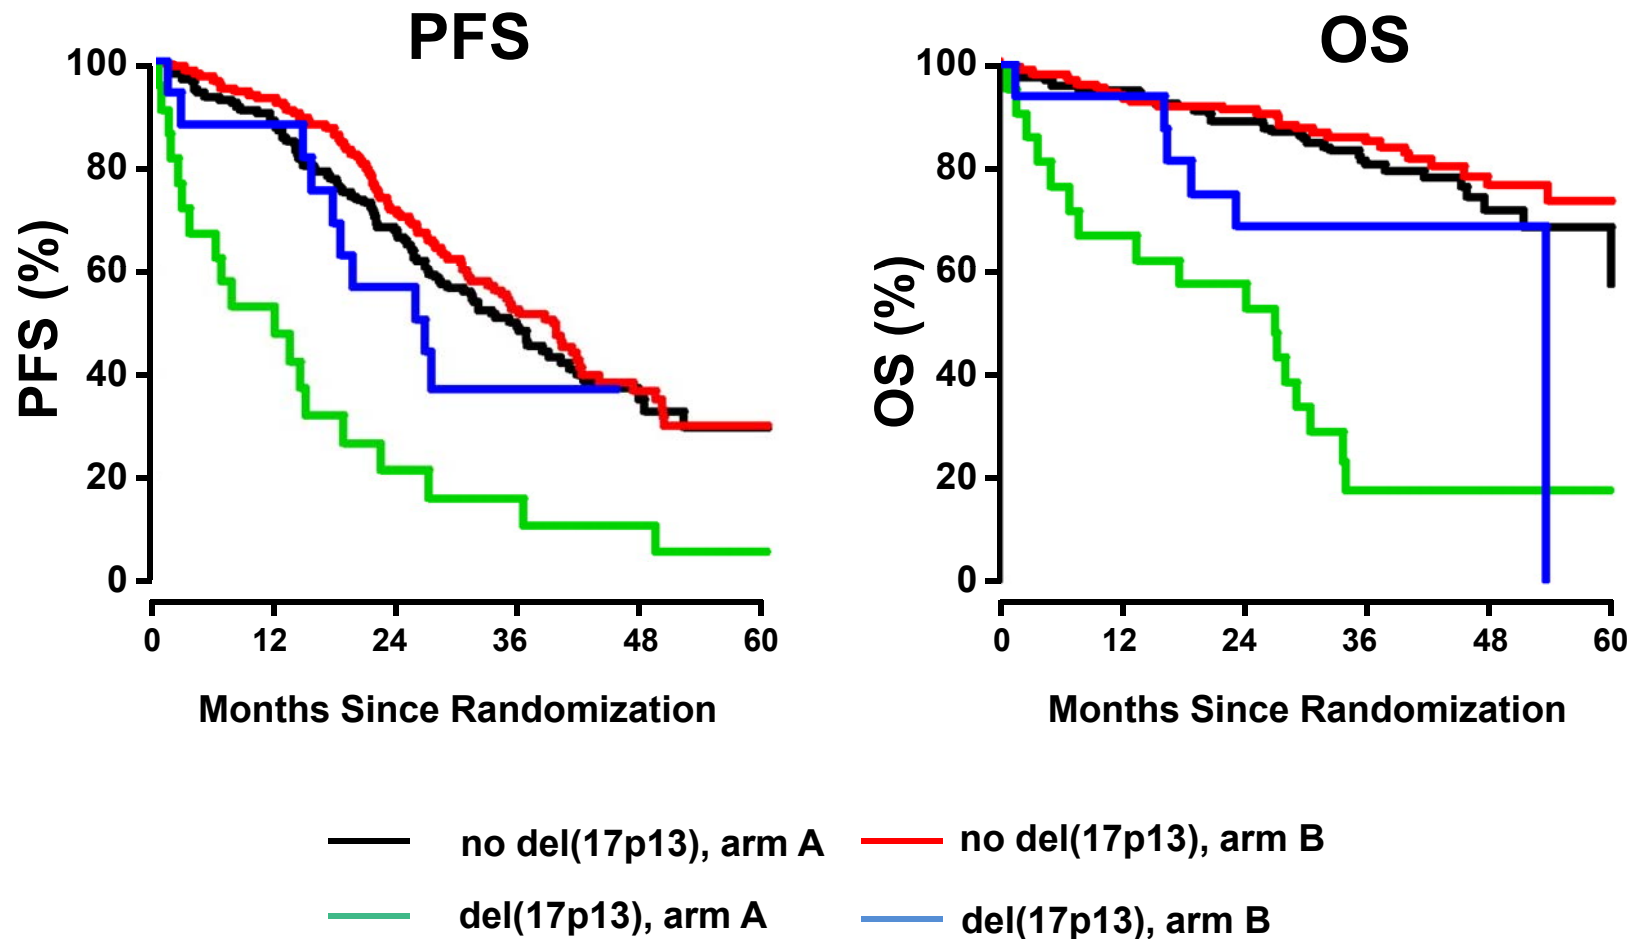 PFS
100
80
60
40
20
0
PFS (%)
0 12 24 36 48 60
Months Since Randomization
OS
100
80
60
40
20
0
OS (%)
0 12 24 36 48 60
Months Since Randomization
no del(17p13), arm A
no del(17p13), arm B
del(17p13), arm A
del(17p13), arm B